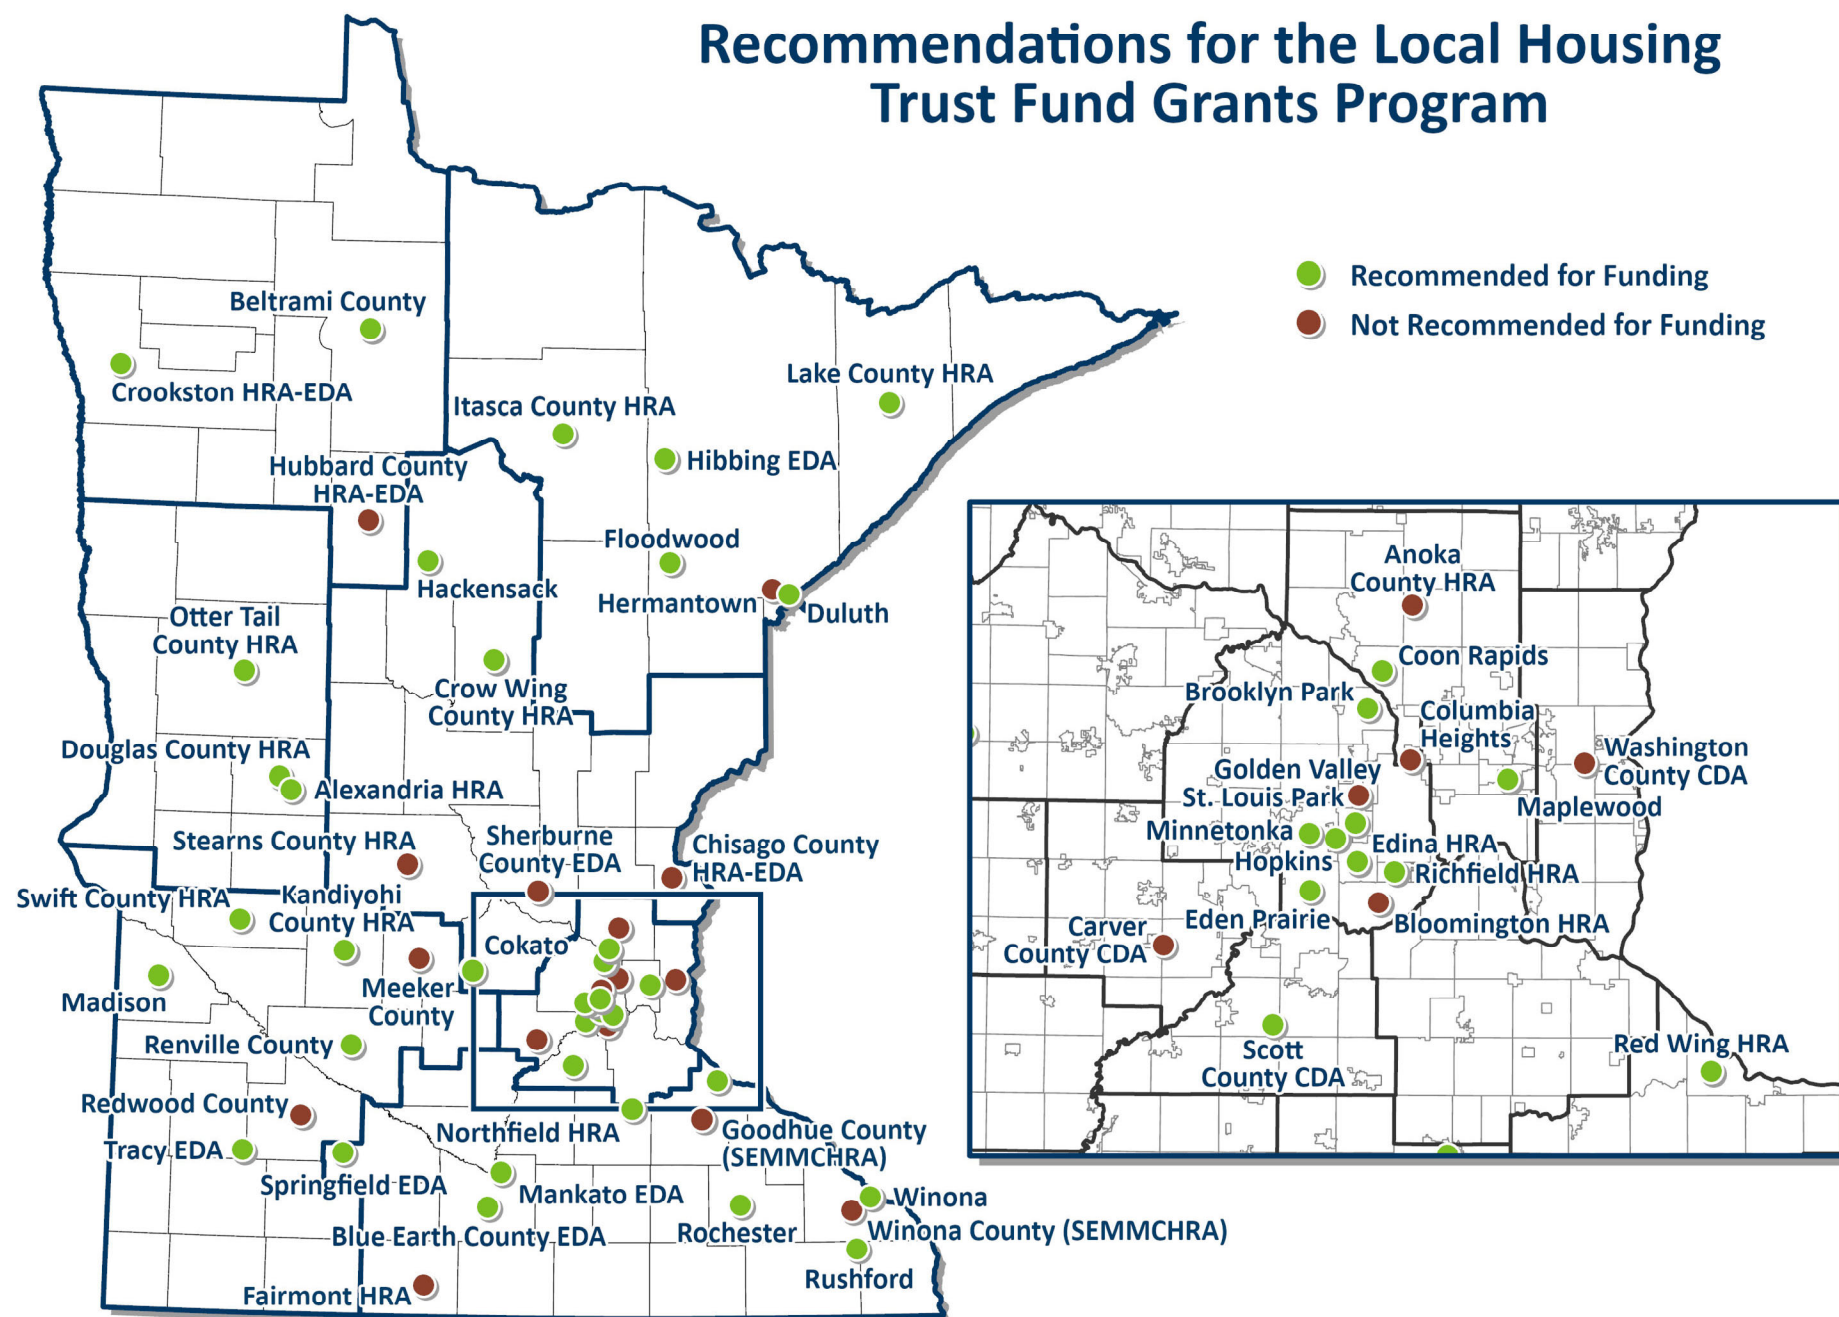 Recommendations for the Local Housing
Trust Fund Grants Program
Recommended for Funding
Not Recommended for Funding
Beltrami County
Crookston HRA-EDA
Lake County HRA
Itasca County HRA
Hibbing EDA
Hubbard County
HRA-EDA
Floodwood
Hackensack
Hermantown
Duluth
Otter Tail
County HRA
Crow Wing
County HRA
Douglas County HRA
Alexandria HRA
Stearns County HRA
Sherburne
County EDA
Chisago County
HRA-EDA
Swift County HRA
Kandiyohi
County HRA
Cokato
Madison
Meeker
County
Renville County
Redwood County
Tracy EDA
Springfield EDA
Northfield HRA
Goodhue County
(SEMMCHRA)
Mankato EDA
Blue Earth County EDA
Rochester
Winona
Winona County (SEMMCHRA)
Rushford
Fairmont HRA
Anoka
County HRA
Coon Rapids
Brooklyn Park
Columbia
Heights
Washington
County CDA
Golden Valley
St. Louis Park
Maplewood
Minnetonka
Edina HRA
Hopkins
Richfield HRA
Eden Prairie
Bloomington HRA
Carver
County CDA
Scott
County CDA
Red Wing HRA